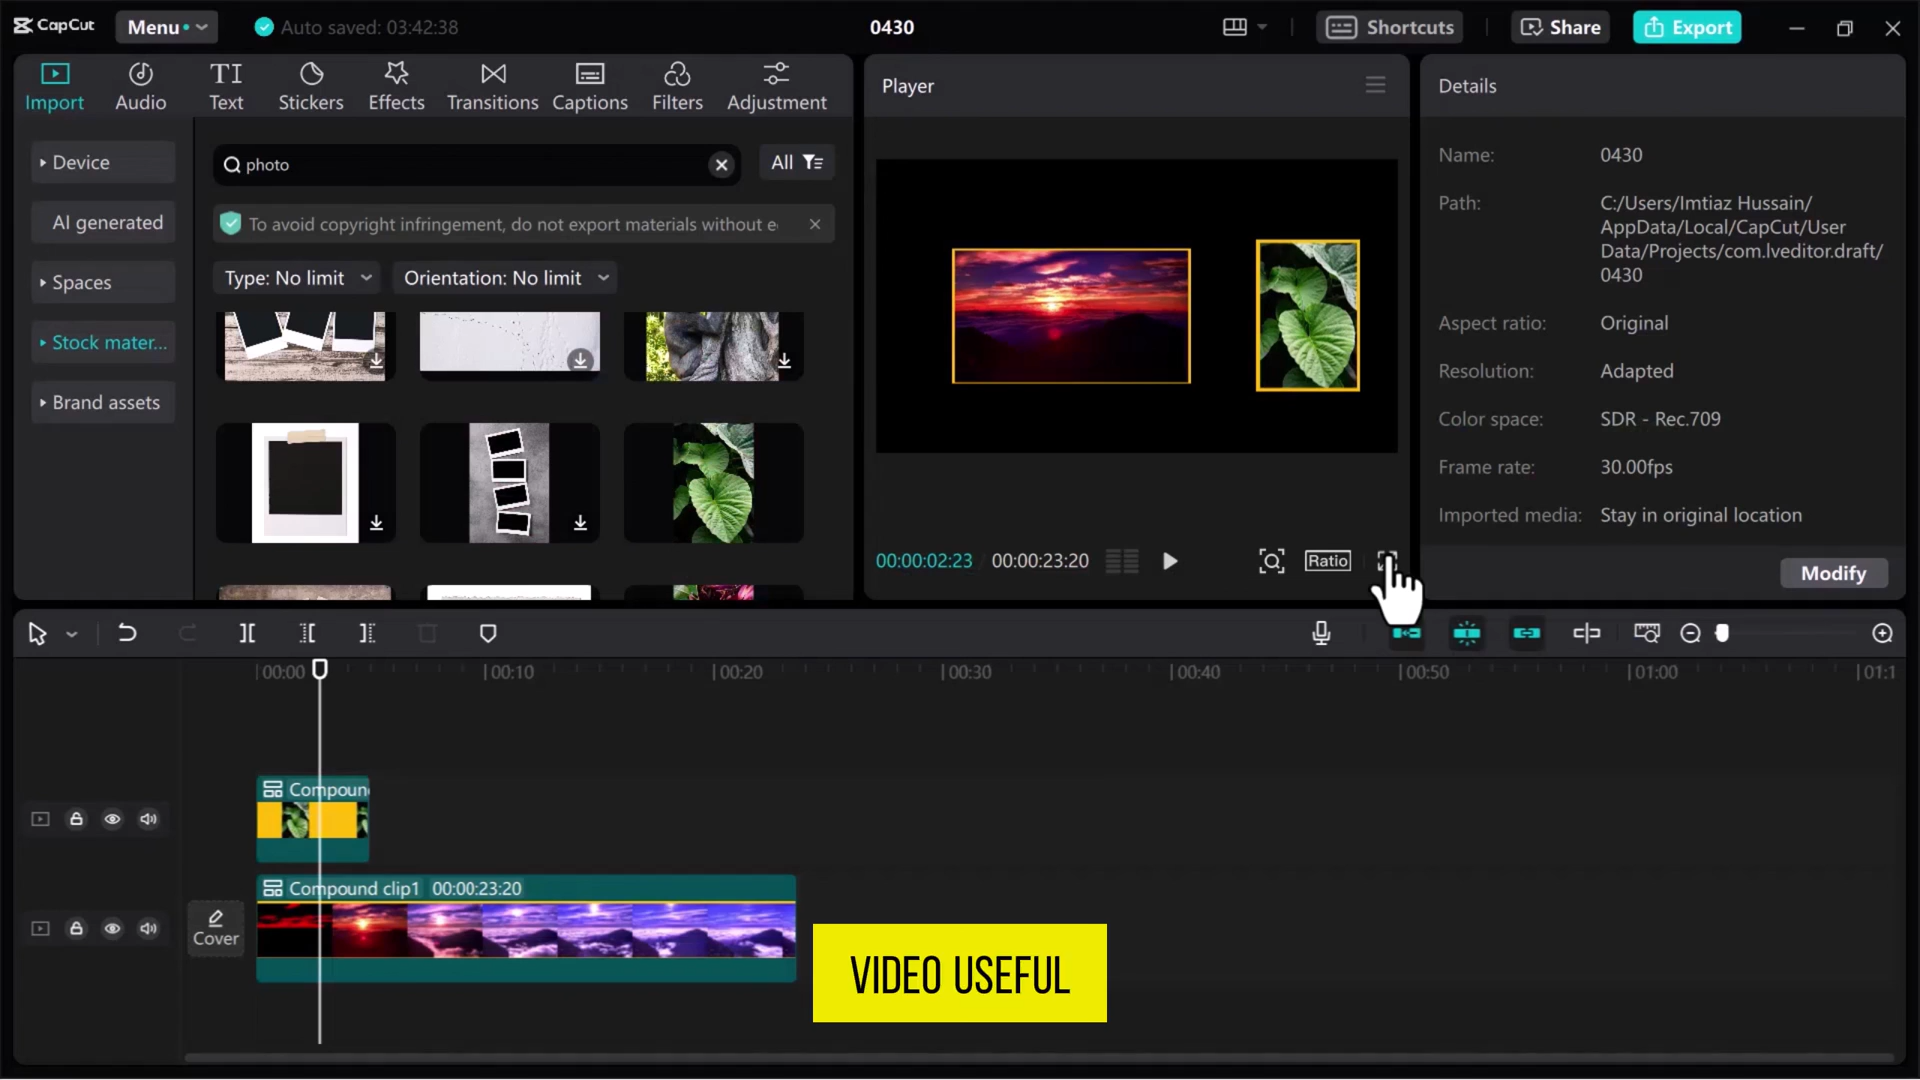 CapCut
Menu
Auto saved: 03:42:38
0430
Shortcuts
Share
Export
Import
Audio
TI
Text
Stickers
Effects
Transitions
Captions
Filters
Adjustment
Device
AI generated
Spaces
Stock mater...
Brand assets
photo
All
To avoid copyright infringement, do not export materials without e
Type: No limit
Orientation: No limit
Player
00:00:02:23
00:00:23:20
Ratio
Details
Name: 0430
Path: C:/Users/Imtiaz Hussain/
AppData/Local/CapCut/User
Data/Projects/com.lveditor.draft/
0430
Aspect ratio: Original
Resolution: Adapted
Color space: SDR - Rec.709
Frame rate: 30.00fps
Imported media: Stay in original location
Modify
00:00
00:10
00:20
00:30
00:40
00:50
01:00
01:1
Compoun
Cover
Compound clip1 00:00:23:20
VIDEO USEFUL